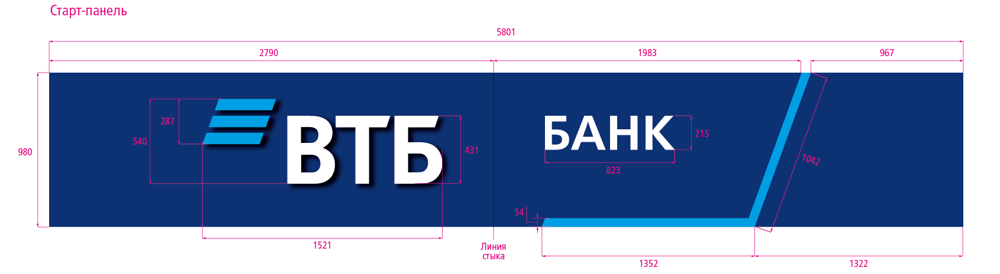 Старт-панель
5801
2790 1983 967
287
540
980
ВТБ
431
БАНК
215
823
1042
54
1521
Линия
стыка
1352
1322